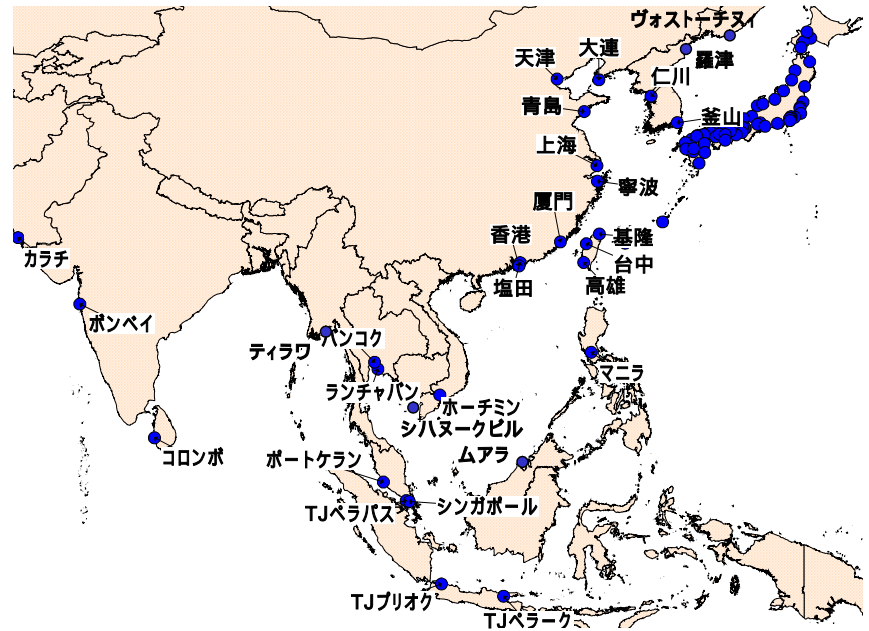 ヴォストーチヌィ
大連
天津
羅津
仁川
青島
釜山
上海
寧波
厦門
香港
基隆
カラチ
台中
塩田
高雄
ボンベイ
バンコク
ティラワ
マニラ
ランチャバン
ホーチミン
シハヌークビル
ムアラ
コロンボ
ポートケラン
シンガポール
TJペラパス
TJプリオク
TJペラーク